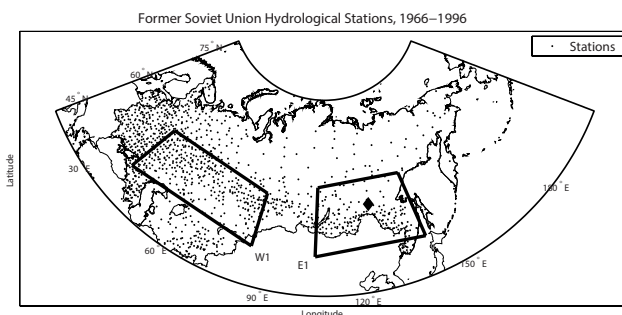 Former Soviet Union Hydrological Stations, 1966−1996
Stations
75°N
60°N
45°N
30°E
180°E
Latitude
60°E
W1
E1
150°E
90°E
120°E
Longitude